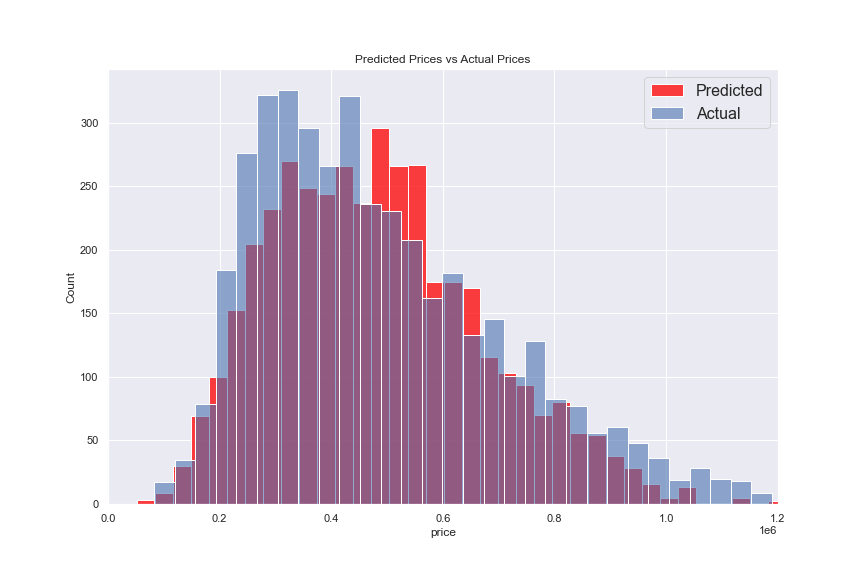 Predicted Prices vs Actual Prices
Predicted
Actual
Count
300
250
200
150
100
50
0
0.0 0.2 0.4 0.6 0.8 1.0 1.2
1e6
price